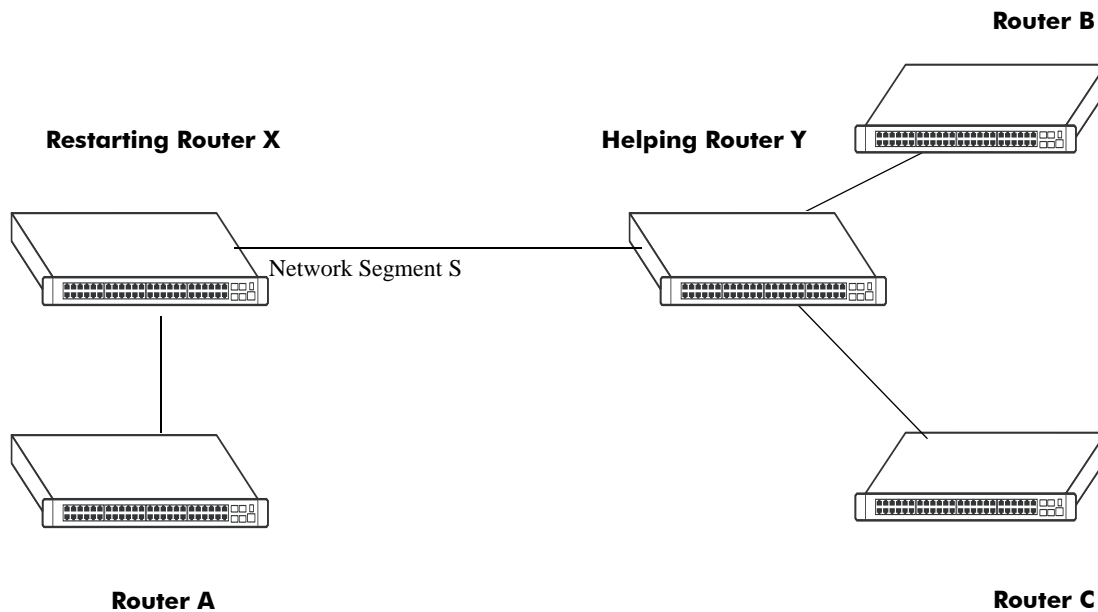 Router B
Restarting Router X
Helping Router Y
Network Segment S
Router A
Router C